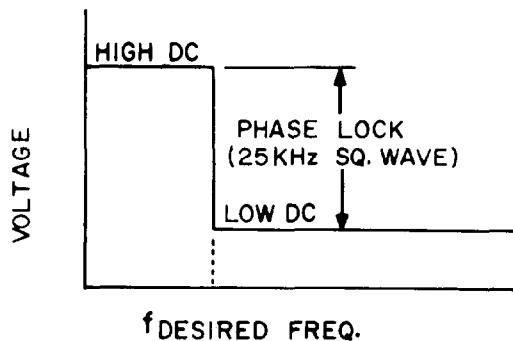 HIGH DC
PHASE LOCK
(25KHz SQ. WAVE)
LOW DC
VOLTAGE
fDESIRED FREQ.